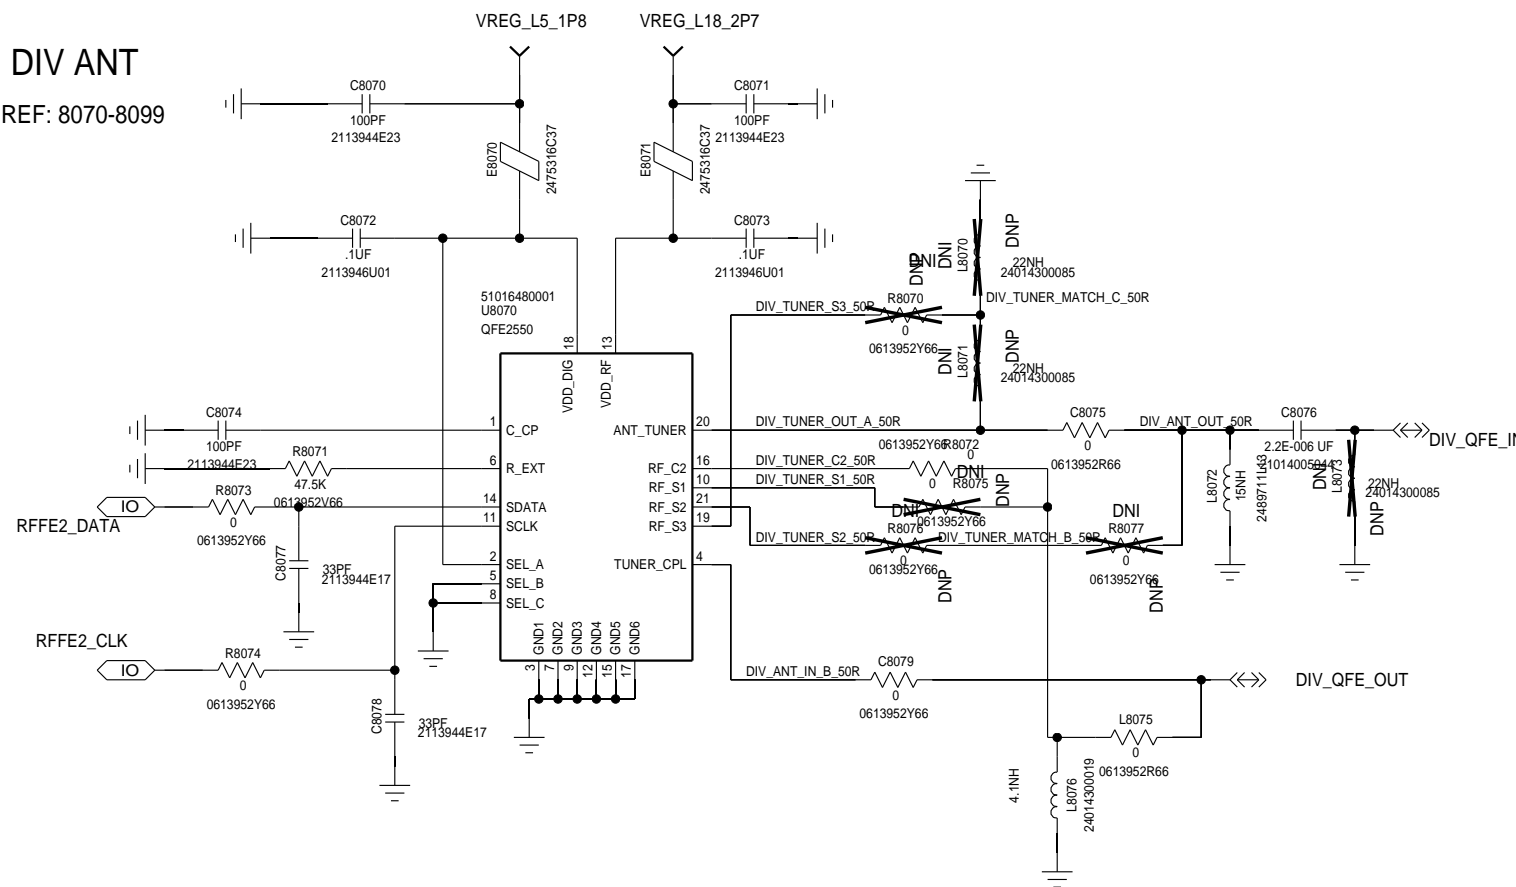 VREG_L5_1P8
VREG_L18_2P7
DIV ANT
REF: 8070-8099
C8070
100PF
2113944E23
C8071
100PF
2113944E23
E8070
2475316C37
E8071
2475316C37
C8072
.1UF
2113946U01
C8073
.1UF
2113946U01
DNP
DNI
L8070
22NH
24014300085
DNI
DNP
R8070
0
0613952Y66
DIV_TUNER_S3_50R
DIV_TUNER_MATCH_C_50R
DNI
L8071
DNP
22NH
24014300085
51016480001
U8070
QFE2550
18
13
VDD_DIG
VDD_RF
C8074
100PF
2113944E23
1
C_CP
ANT_TUNER
20
DIV_TUNER_OUT_A_50R
C8075
0
0613952R66
DIV_ANT_OUT_50R
C8076
2.2E-006 UF
21014005044
DIV_QFE_IN
R8071
47.5K
0613952V66
6
R_EXT
RF_C2
16
DIV_TUNER_C2_50R
R8072
0
0613952Y66
RF_S1
10
DIV_TUNER_S1_50R
DNI
R8075
0
0613952Y66
DNP
IO
RFFE2_DATA
R8073
0
0613952Y66
14
SDATA
RF_S2
21
11
SCLK
RF_S3
19
DIV_TUNER_S2_50R
DNI
R8076
0
0613952Y66
DNP
DIV_TUNER_MATCH_B_50R
DNI
R8077
0
0613952Y66
DNP
L8072
15NH
2489711L33
DNI
L8073
22NH
24014300085
DNP
C8077
33PF
2113944E17
2
SEL_A
TUNER_CPL
4
5
SEL_B
8
SEL_C
GND1
GND2
GND3
GND4
GND5
GND6
3
7
9
12
15
17
RFFE2_CLK
IO
R8074
0
0613952Y66
C8078
33PF
2113944E17
DIV_ANT_IN_B_50R
C8079
0
0613952Y66
DIV_QFE_OUT
L8075
0
0613952R66
4.1NH
L8076
24014300019